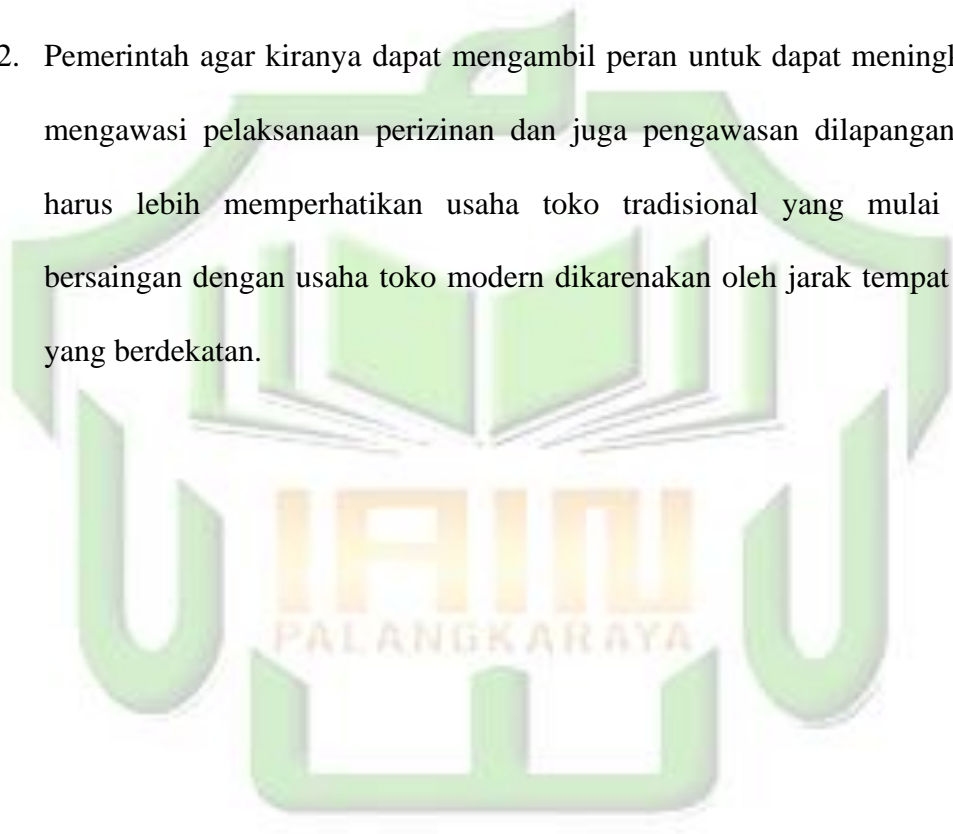 2. Pemerintah agar kiranya dapat mengambil peran untuk dapat
mengawasi pelaksanaan perizinan dan juga pengawasan dilapangan
harus lebih memperhatikan usaha toko tradisional yang mulai
bersaingan dengan usaha toko modern dikarenakan oleh jarak tempat
yang berdekatan.
IAIN
PALANGKARAYA